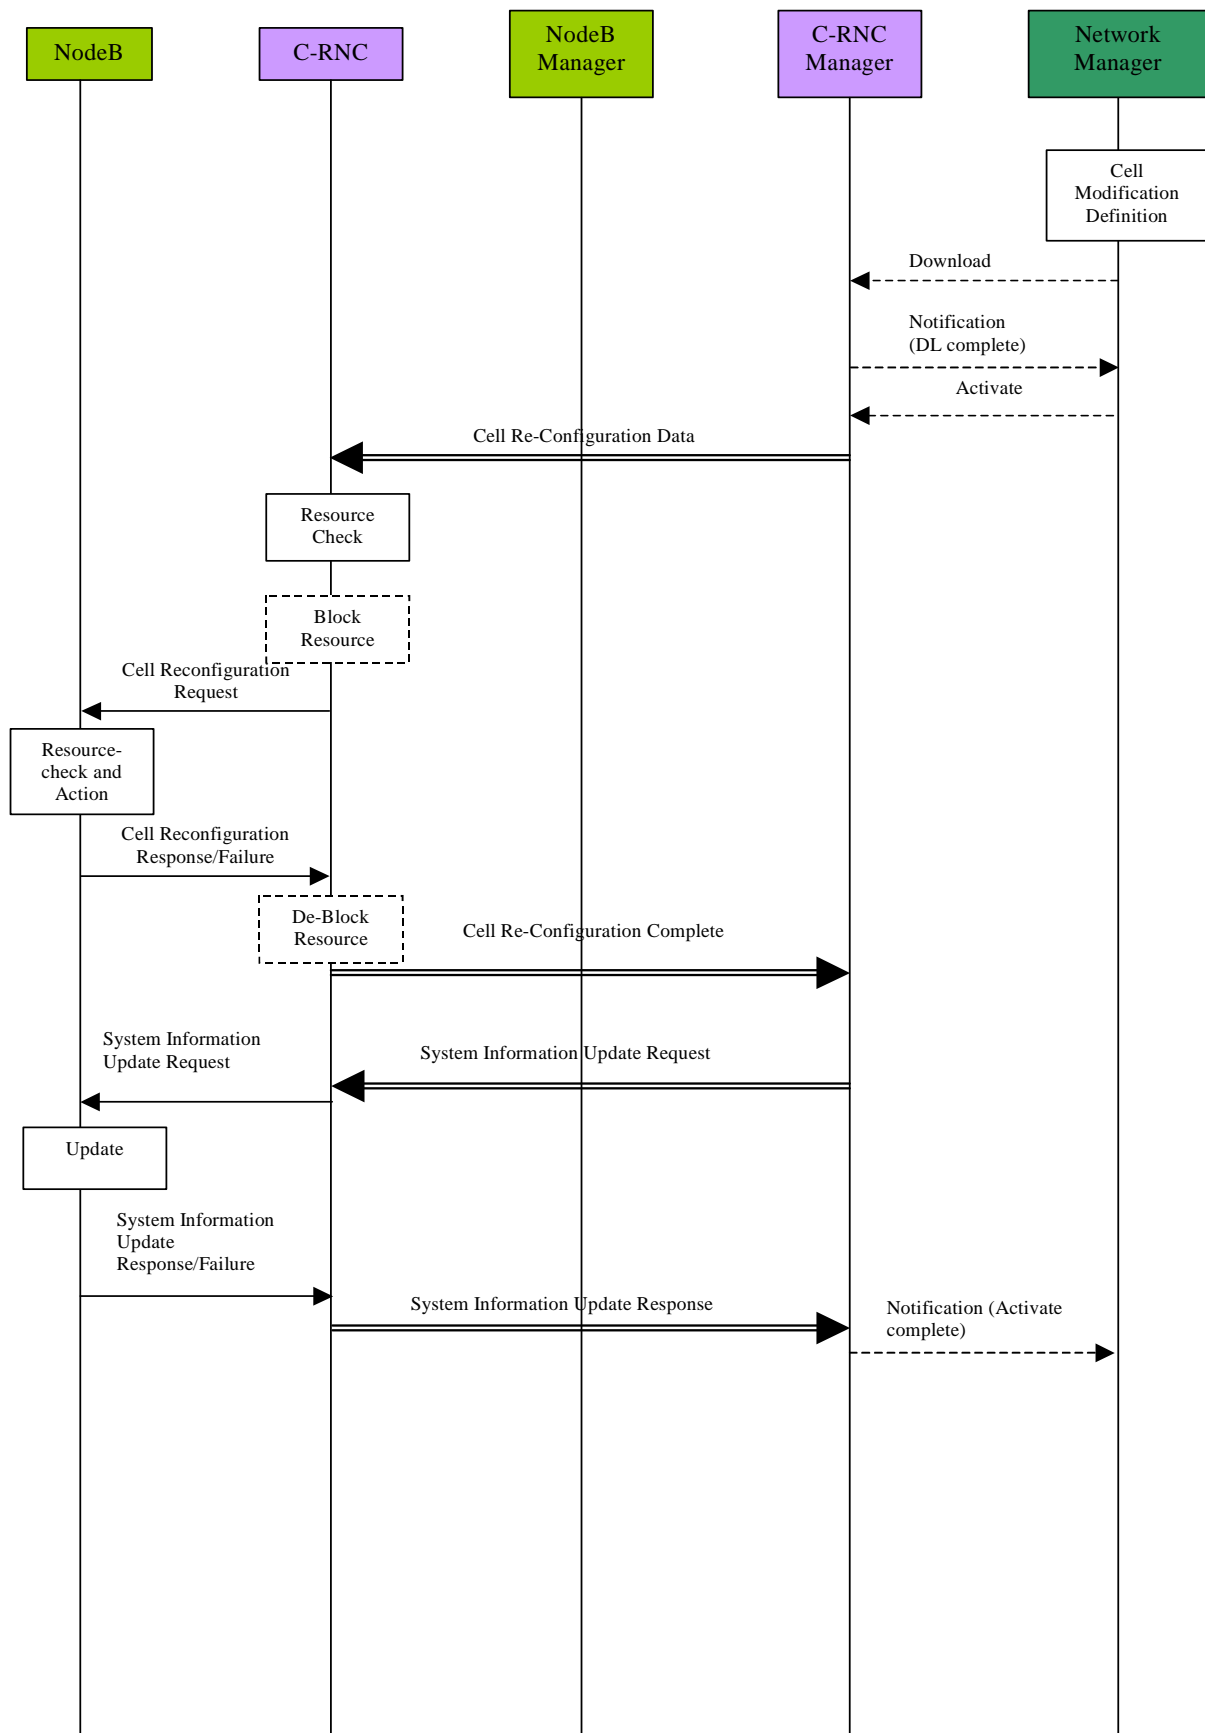 NodeB
C-RNC
NodeB
Manager
C-RNC
Manager
Network
Manager
Cell
Modification
Definition
Download
Notification
(DL complete)
Activate
Cell Re-Configuration Data
Resource
Check
Block
Resource
Cell Reconfiguration
Request
Resource-
check and
Action
Cell Reconfiguration
Response/Failure
De-Block
Resource
Cell Re-Configuration Complete
System Information
Update Request
System Information Update Request
Update
System Information
Update
Response/Failure
System Information Update Response
Notification (Activate
complete)